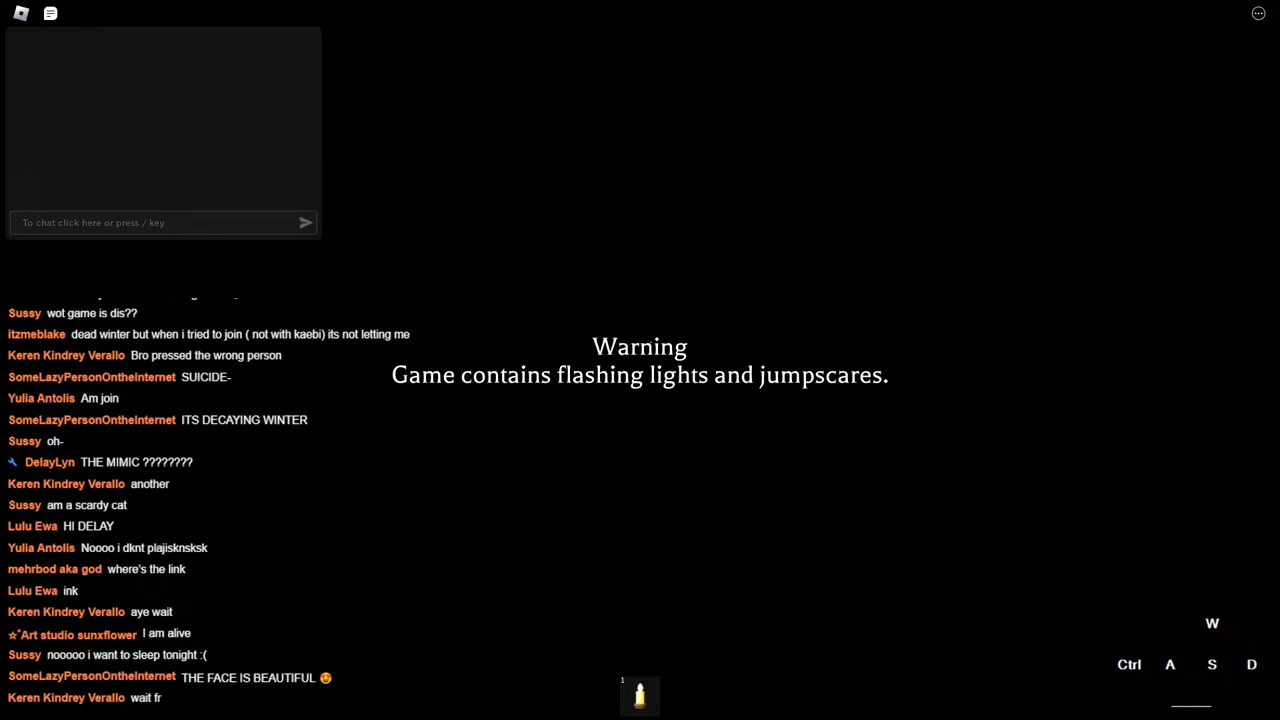 To chat click here or press / key
Sussy wot game is dis??
itzmeblake dead winter but when i tried to join ( not with kaebi) its not letting me
Keren Kindrey Verallo Bro pressed the wrong person
SomeLazyPersonOntheInternet SUICIDE-
Yulia Antolis Am join
SomeLazyPersonOntheInternet ITS DECAYING WINTER
Sussy oh-
DelayLyn THE MIMIC ????????
Keren Kindrey Verallo another
Sussy am a scardy cat
Lulu Ewa HI DELAY
Yulia Antolis Noooo i dknt plajisknsksk
mehrbod aka god where's the link
Lulu Ewa ink
Keren Kindrey Verallo aye wait
☆˚Art studio sunxflower I am alive
Sussy nooooo i want to sleep tonight :(
SomeLazyPersonOntheInternet THE FACE IS BEAUTIFUL 🤩
Keren Kindrey Verallo wait fr
Warning
Game contains flashing lights and jumpscares.
1
W
Ctrl A S D